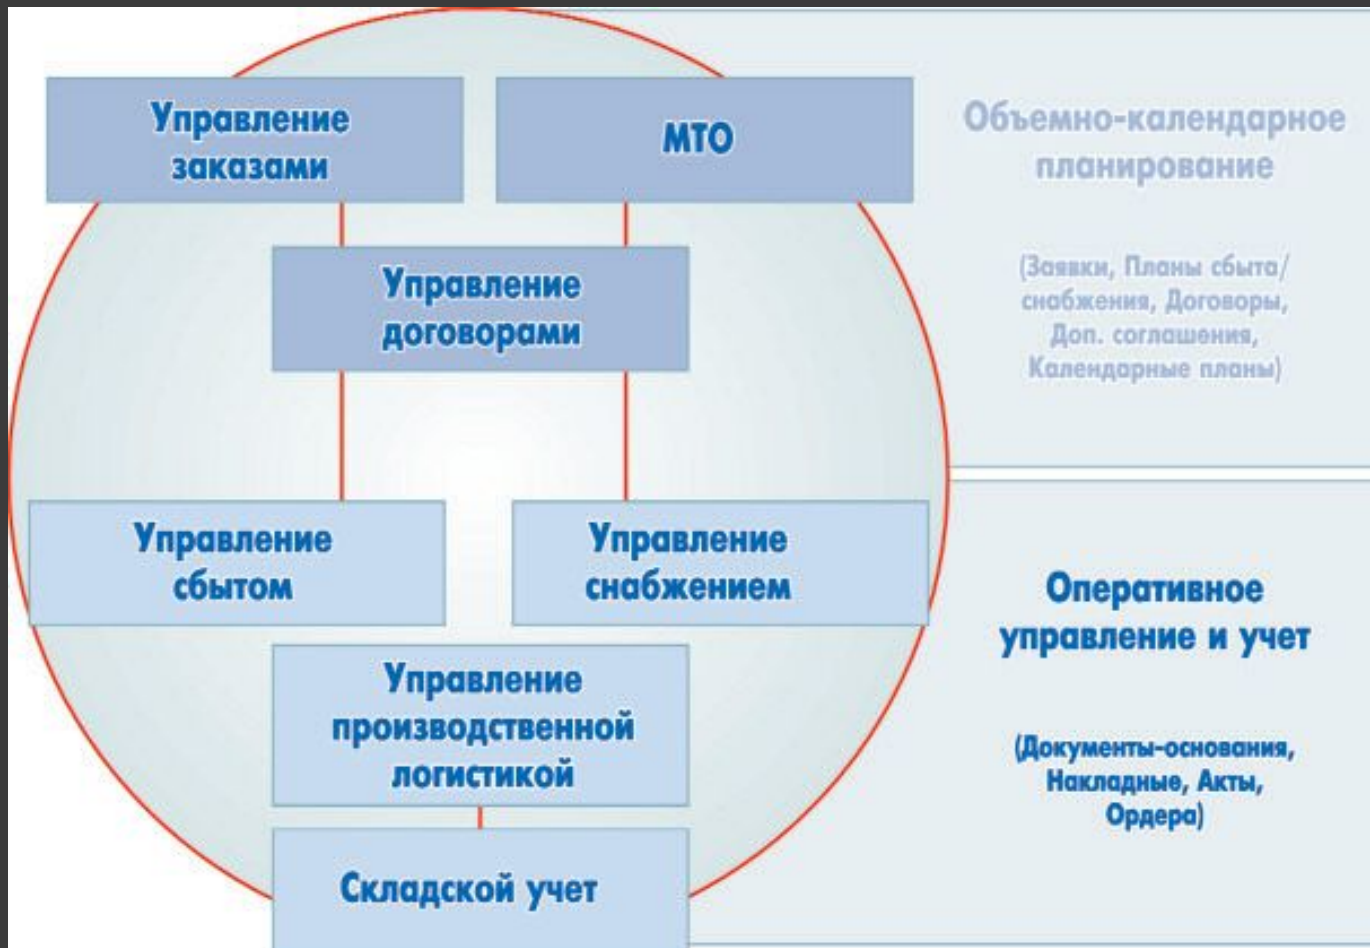 Управление
заказами
МТО
Объемно-календарное
планирование
(Заявки, Планы сбыта/
снабжения, Договоры,
Доп. соглашения,
Календарные планы)
Управление
договорами
Управление
сбытом
Управление
снабжением
Оперативное
управление и учет
(Документы-основания,
Накладные, Акты,
Ордера)
Управление
производственной
логистикой
Складской учет